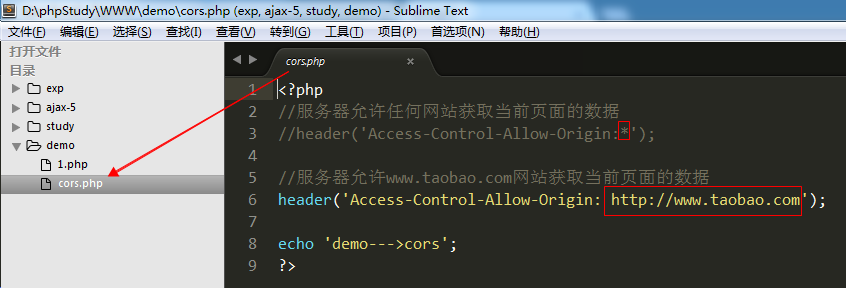 D:\phpStudy\WWW\demo\cors.php (exp, ajax-5, study, demo) - Sublime Text
文件(F) 编辑(E) 选择(S) 查找(I) 查看(V) 转到(G) 工具(T) 项目(P) 首选项(N) 帮助(H)
打开文件
目录
exp
ajax-5
study
demo
1.php
cors.php
cors.php ×
1 <?php
2 //服务器允许任何网站获取当前页面的数据
3 //header('Access-Control-Allow-Origin:*');
4
5 //服务器允许www.taobao.com网站获取当前页面的数据
6 header('Access-Control-Allow-Origin: http://www.taobao.com');
7
8 echo 'demo--->cors';
9 ?>